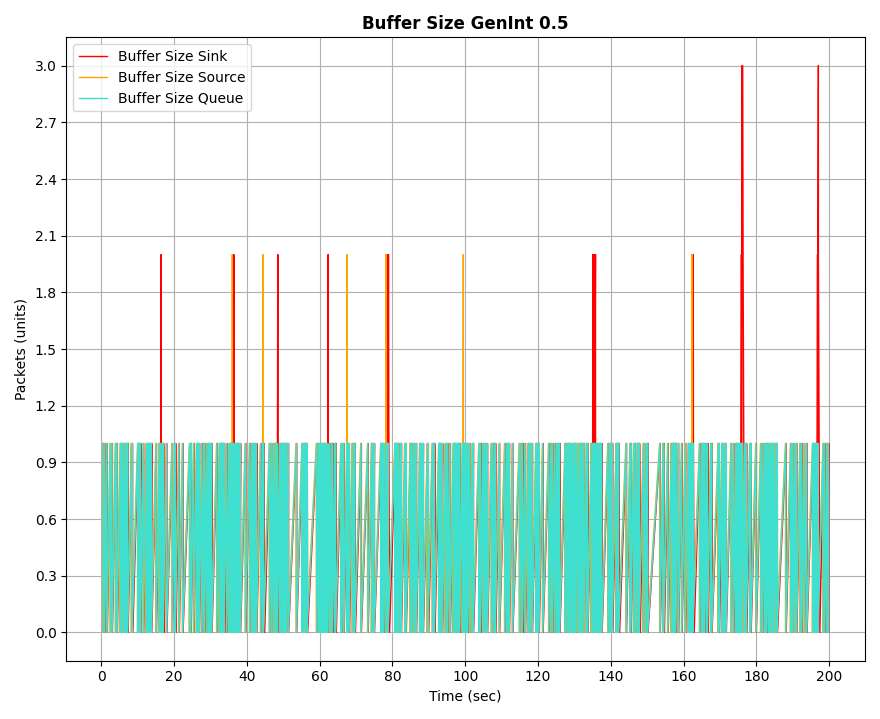 Buffer Size GenInt 0.5
Buffer Size Sink
Buffer Size Source
Buffer Size Queue
3.0
2.7
2.4
2.1
1.8
1.5
1.2
0.9
0.6
0.3
0.0
Packets (units)
0 20 40 60 80 100 120 140 160 180 200
Time (sec)